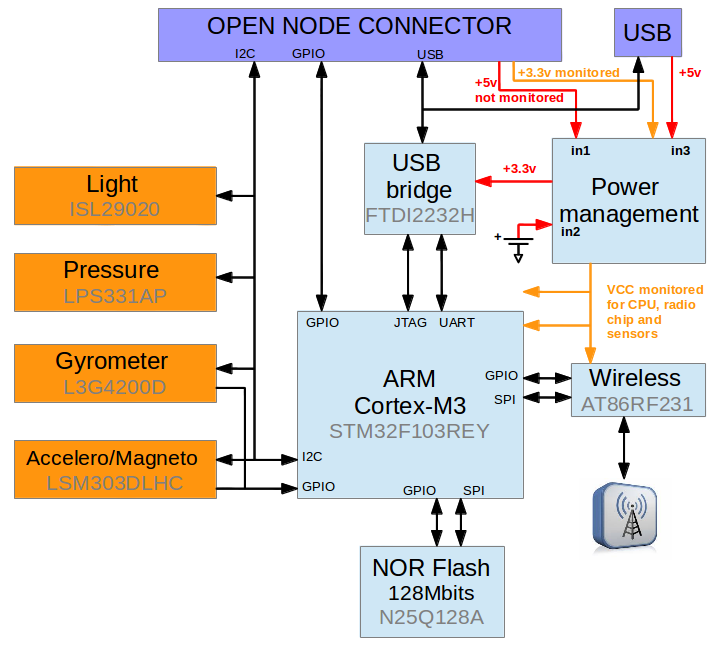 OPEN NODE CONNECTOR
I2C
GPIO
USB
USB
+3.3v monitored
+5v
not monitored
+5v
in1
in3
Power
management
in2
+3.3v
+
USB
bridge
FTDI2232H
Light
ISL29020
Pressure
LPS331AP
Gyrometer
L3G4200D
Accelero/Magneto
LSM303DLHC
VCC monitored
for CPU, radio
chip and
sensors
GPIO
JTAG
UART
ARM
Cortex-M3
STM32F103REY
GPIO
SPI
I2C
GPIO
GPIO
SPI
Wireless
AT86RF231
NOR Flash
128Mbits
N25Q128A